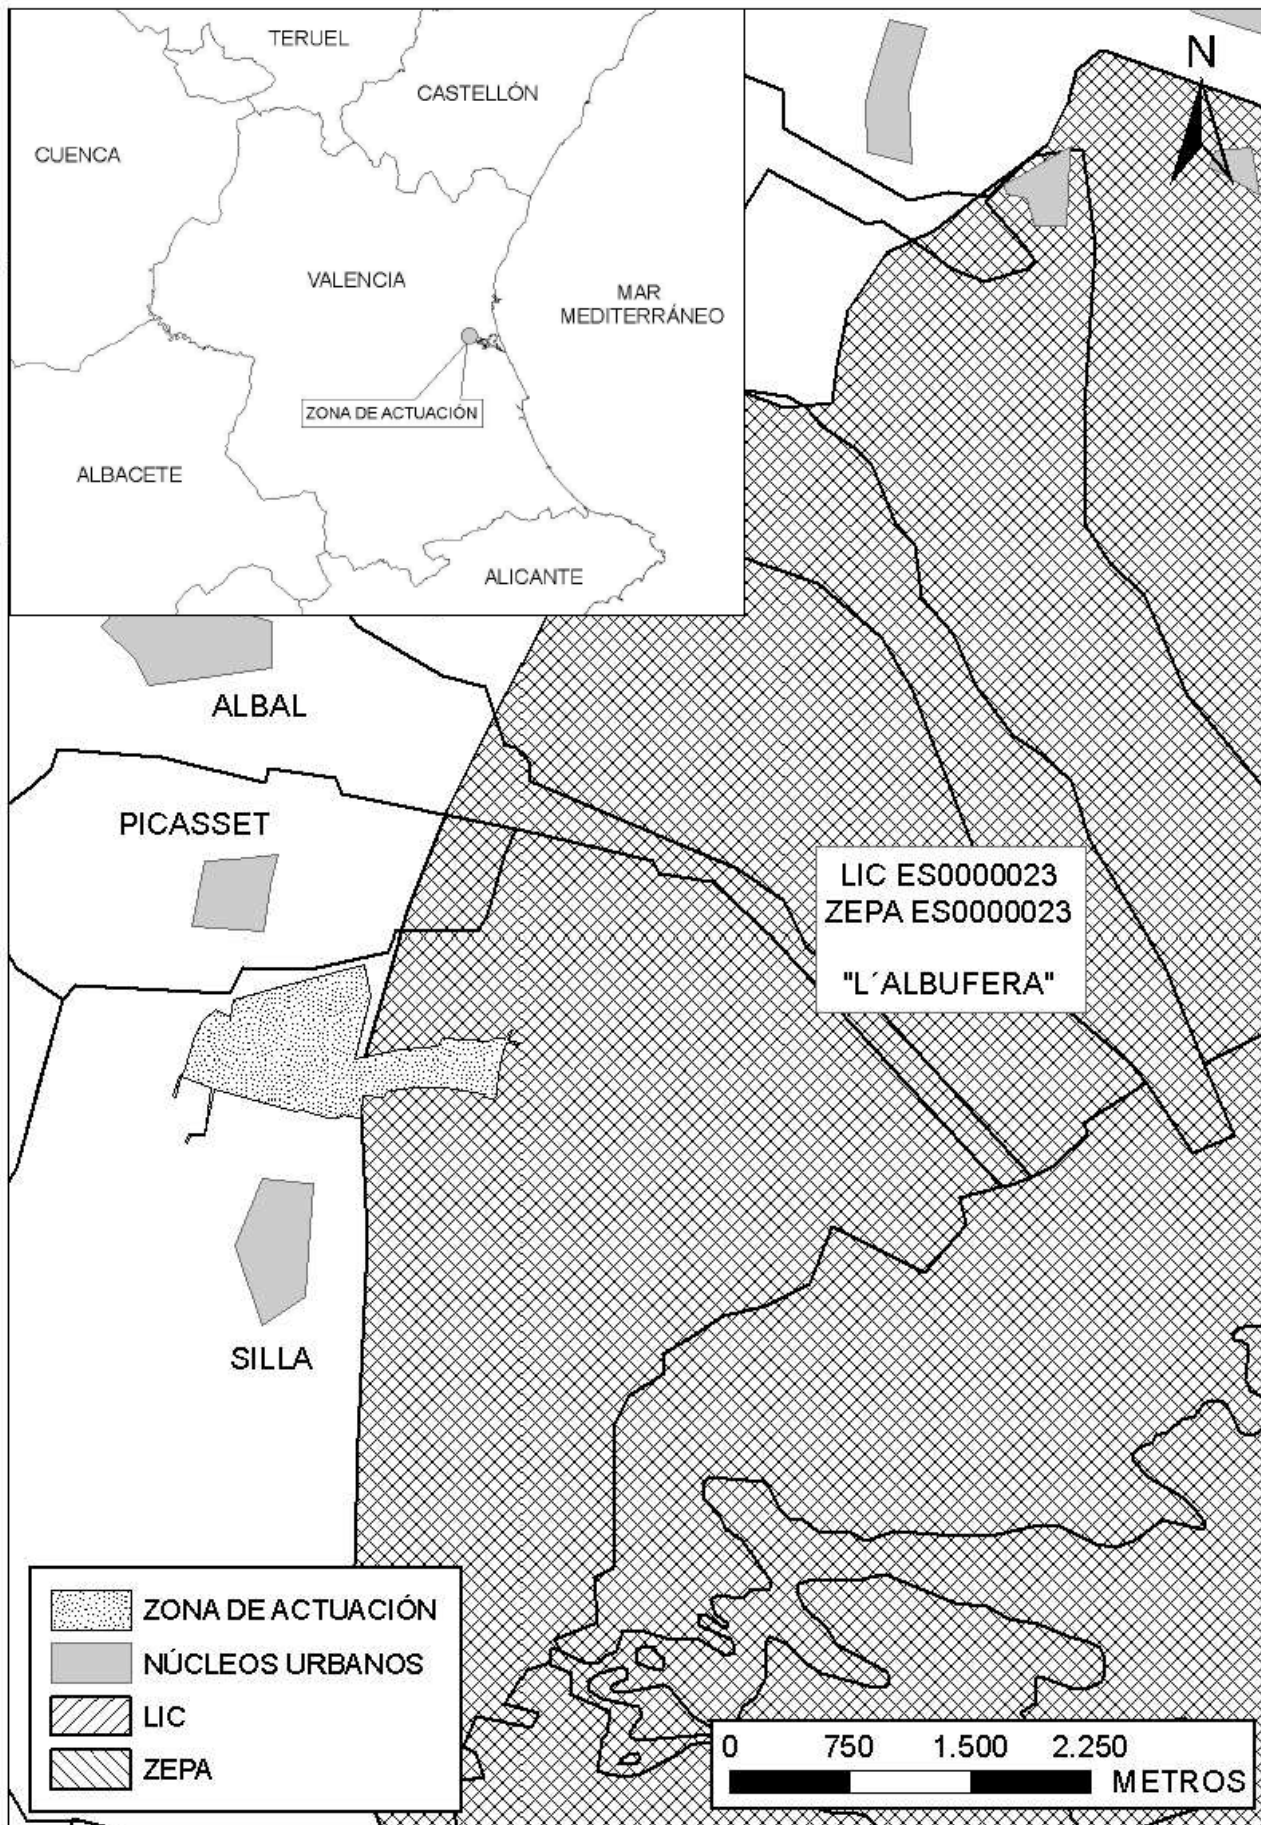 TERUEL
CASTELLÓN
CUENCA
VALENCIA
MAR
MEDITERRÁNEO
ZONA DE ACTUACIÓN
ALBACETE
ALICANTE
N
ALBAL
PICASSET
LIC ES0000023
ZEPA ES0000023
"L´ALBUFERA"
SILLA
ZONA DE ACTUACIÓN
NÚCLEOS URBANOS
LIC
ZEPA
0 750 1.500 2.250
METROS